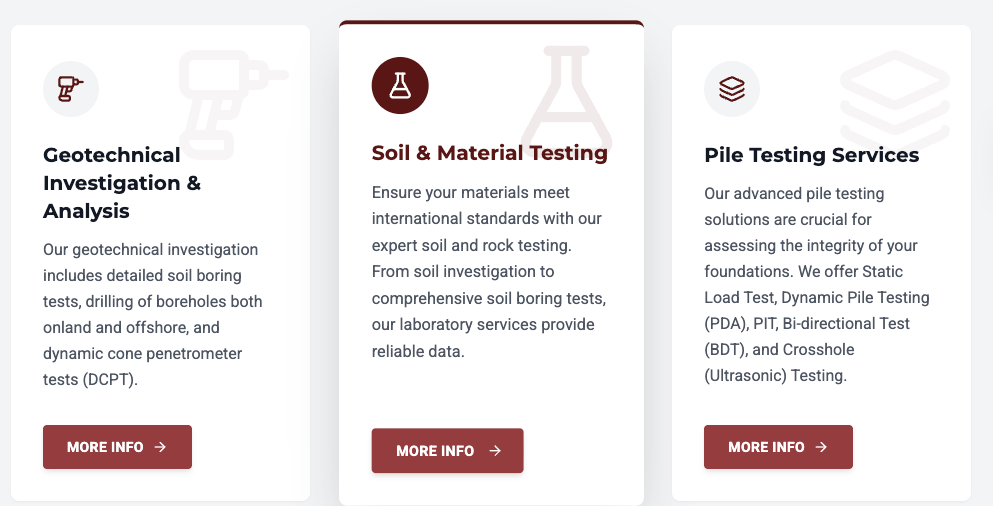 Geotechnical
Investigation &
Analysis
Our geotechnical investigation
includes detailed soil boring
tests, drilling of boreholes both
onland and offshore, and
dynamic cone penetrometer
tests (DCPT).
MORE INFO →
Soil & Material Testing
Ensure your materials meet
international standards with our
expert soil and rock testing.
From soil investigation to
comprehensive soil boring tests,
our laboratory services provide
reliable data.
MORE INFO →
Pile Testing Services
Our advanced pile testing
solutions are crucial for
assessing the integrity of your
foundations. We offer Static
Load Test, Dynamic Pile Testing
(PDA), PIT, Bi-directional Test
(BDT), and Crosshole
(Ultrasonic) Testing.
MORE INFO →